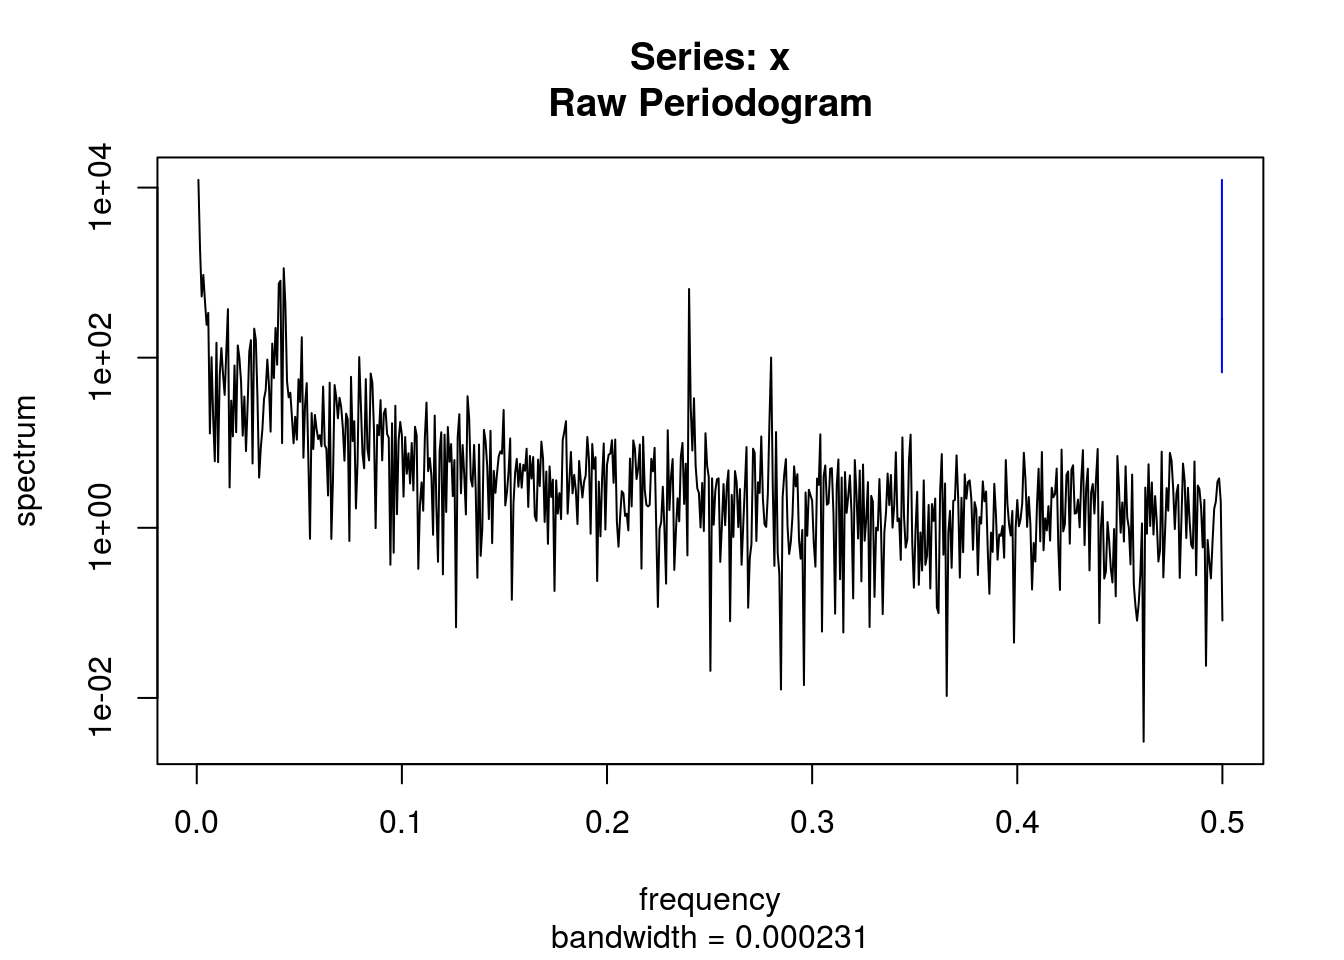 Series: x
Raw Periodogram
1e+04
1e+02
1e+00
1e-02
spectrum
0.0 0.1 0.2 0.3 0.4 0.5
frequency
bandwidth = 0.000231